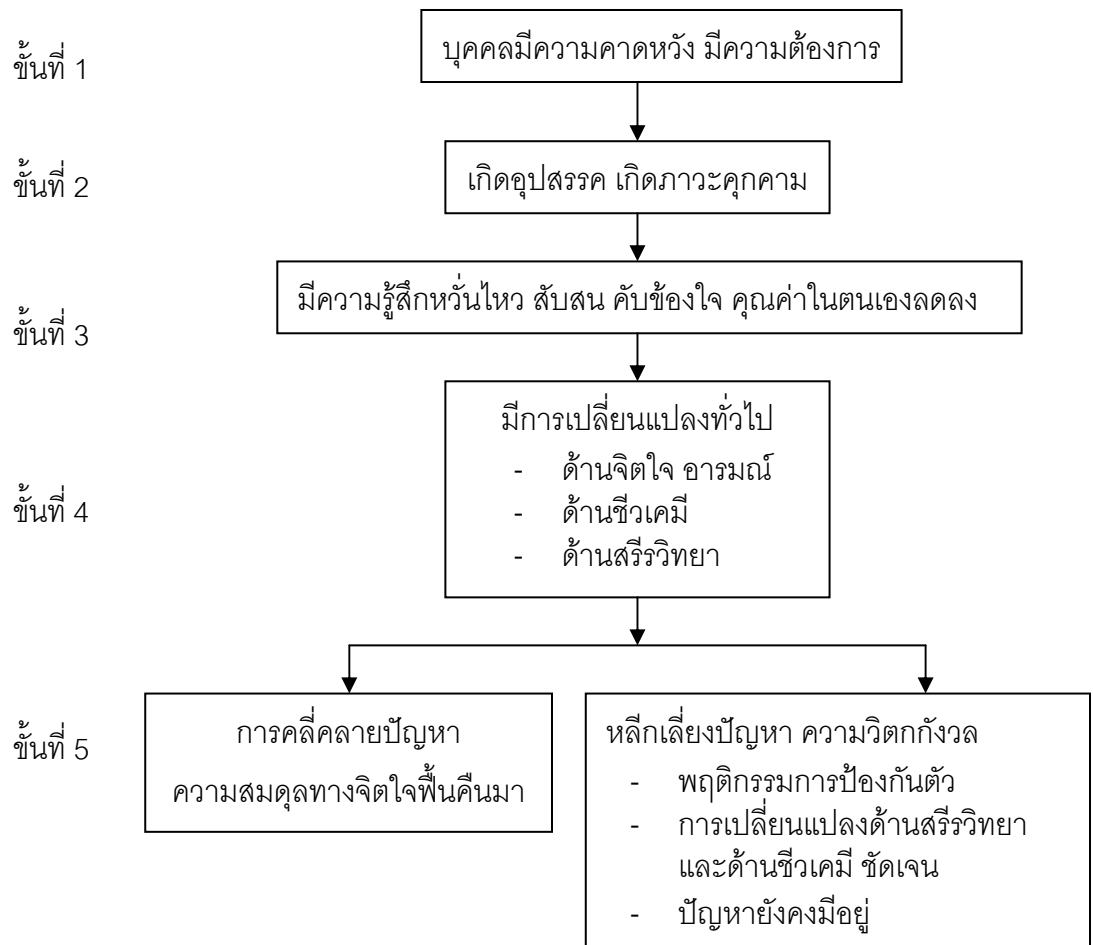 ขั้นที่ 1
บุคคลมีความคาดหวัง มีความต้องการ
ขั้นที่ 2
เกิดอุปสรรค เกิดภาวะคุกคาม
ขั้นที่ 3
มีความรู้สึกหวั่นไหว สับสน คับข้องใจ คุณค่าในตนเองลดลง
ขั้นที่ 4
มีการเปลี่ยนแปลงทั่วไป
- ด้านจิตใจ อารมณ์
- ด้านชีวเคมี
- ด้านสรีรวิทยา
ขั้นที่ 5
การคลี่คลายปัญหา
ความสมดุลทางจิตใจฟื้นคืนมา
หลีกเลี่ยงปัญหา ความวิตกกังวล
- พฤติกรรมการป้องกันตัว
- การเปลี่ยนแปลงด้านสรีรวิทยา
และด้านชีวเคมี ชัดเจน
- ปัญหายังคงมีอยู่